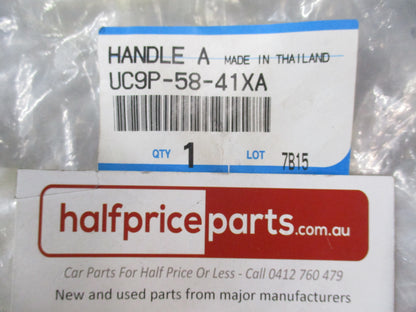 HANDLE A MADE IN THAILAND
UC9P-58-41XA
QTY 1 LOT 7B15
halfpriceparts.com.au
Car Parts For Half Price Or Less - Call 0412 760 479
New and used parts from major manufacturers